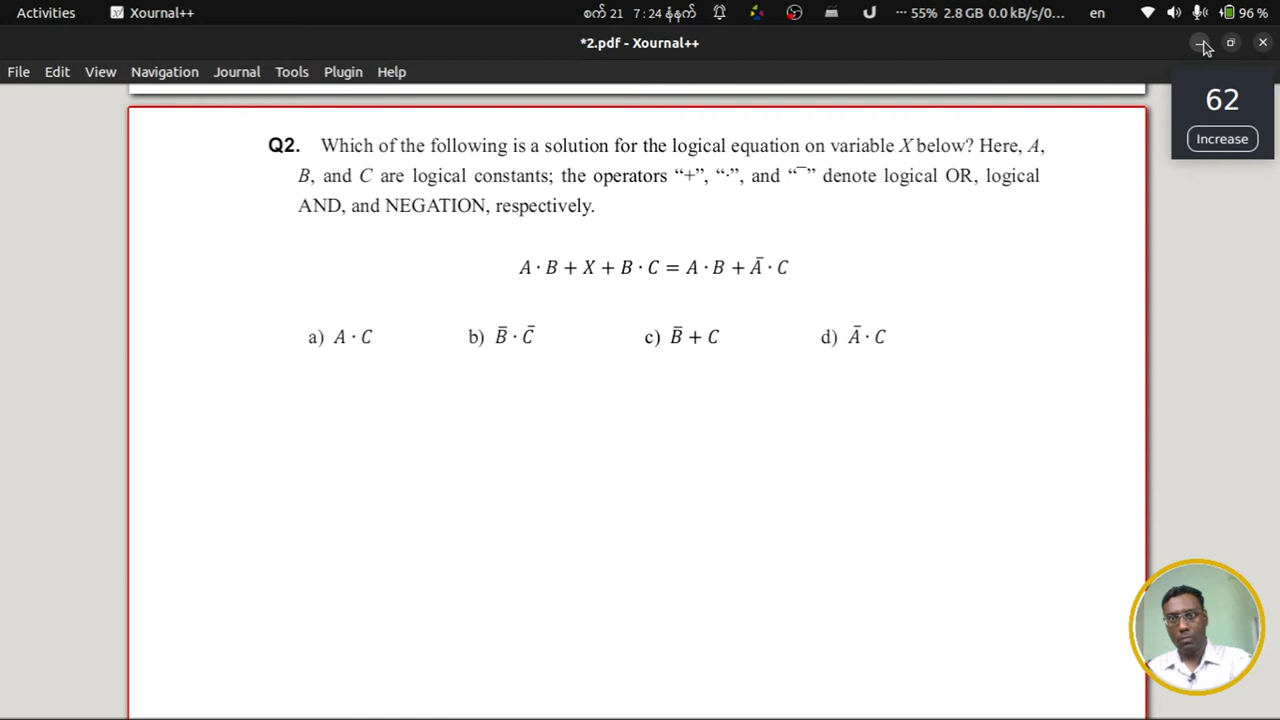 Activities Xournal++ စက် 21 7 : 24 နံနက် 55% 2.8 GB 0.0 kB/s/0... en 96 %
*2.pdf - Xournal++
File Edit View Navigation Journal Tools Plugin Help
62
Increase
Q2. Which of the following is a solution for the logical equation on variable X below? Here, A,
B, and C are logical constants; the operators “+”, “·”, and “¯” denote logical OR, logical
AND, and NEGATION, respectively.
A · B + X + B · C = A · B + Ā · C
a) A · C b) B̄ · C̄ c) B̄ + C d) Ā · C